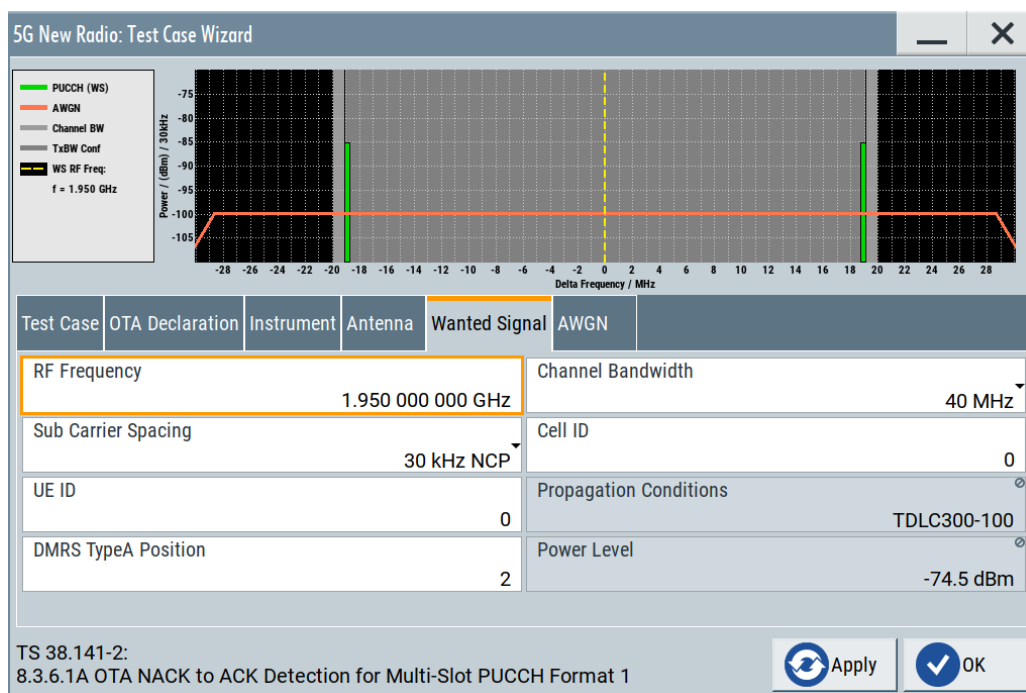 5G New Radio: Test Case Wizard
PUCCH (WS)
AWGN
Channel BW
TxBW Conf
WS RF Freq:
f = 1.950 GHz
Power / (dBm) / 30kHz
-75
-80
-85
-90
-95
-100
-105
-28 -26 -24 -22 -20 -18 -16 -14 -12 -10 -8 -6 -4 -2 0 2 4 6 8 10 12 14 16 18 20 22 24 26 28
Delta Frequency / MHz
Test Case OTA Declaration Instrument Antenna Wanted Signal AWGN
RF Frequency
1.950 000 000 GHz
Channel Bandwidth
40 MHz
Sub Carrier Spacing
30 kHz NCP
Cell ID
0
UE ID
0
Propagation Conditions
TDLC300-100
DMRS TypeA Position
2
Power Level
-74.5 dBm
TS 38.141-2:
8.3.6.1A OTA NACK to ACK Detection for Multi-Slot PUCCH Format 1
Apply
OK